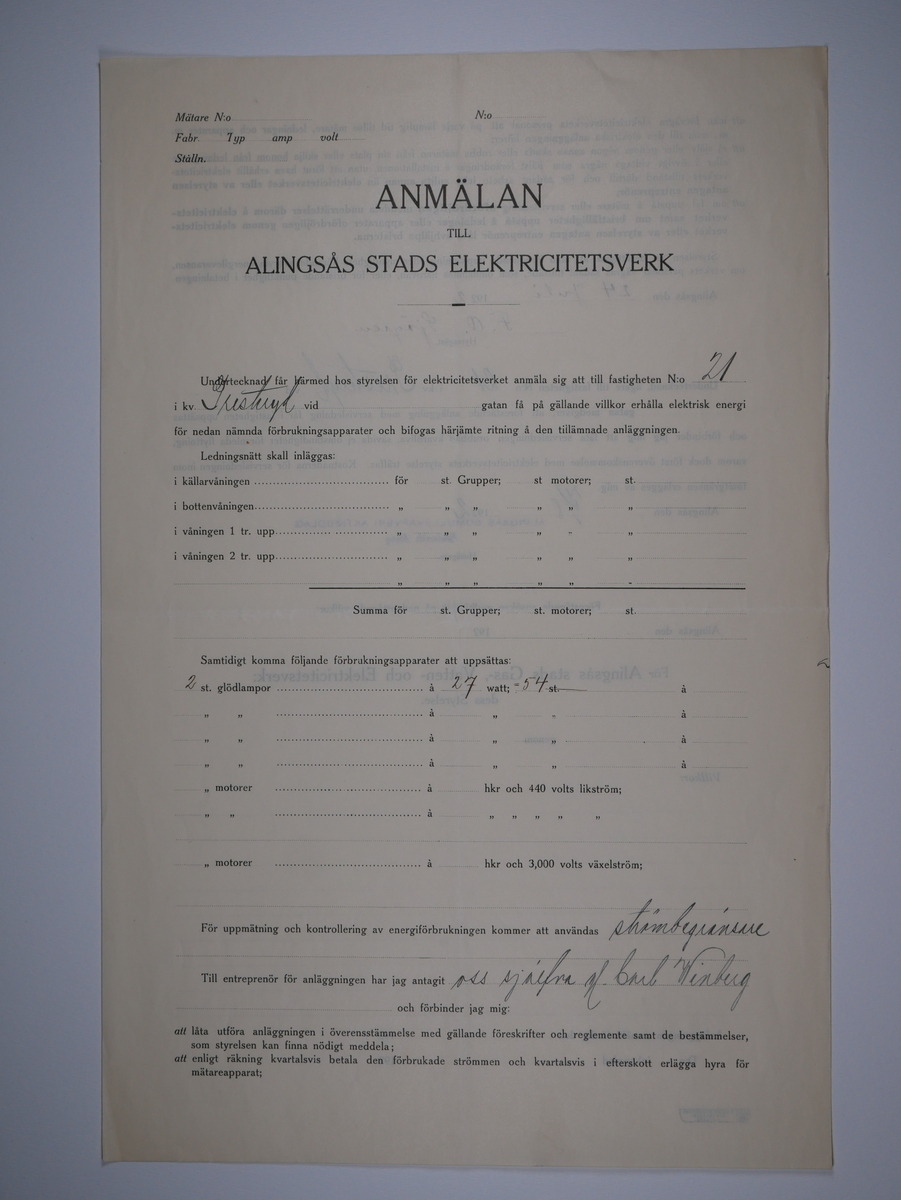 Mätare N:o N:o
Fabr. Typ amp volt
Ställn.
ANMÄLAN
TILL
ALINGSÅS STADS ELEKTRICITETSVERK
Undertecknad får härmed hos styrelsen för elektricitetsverket anmäla sig att till fastigheten N:o 21
i kv. vid gatan få på gällande villkor erhålla elektrisk energi
för nedan nämnda förbrukningsapparater och bifogas härjämte ritning å den tillämnade anläggningen.
Ledningsnätt skall inläggas:
i källarvåningen för st. Grupper; st motorer; st.
i bottenvåningen „ „ „ „ „ „
i våningen 1 tr. upp „ „ „ „ „ „
i våningen 2 tr. upp „ „ „ „ „ „
„ „ „ „ „ „
Summa för st. Grupper; st. motorer; st.
Samtidigt komma följande förbrukningsapparater att uppsättas:
2 st. glödlampor à 27 watt; =54 st. à
„ „ à „ „ à
„ „ à „ „ à
„ „ à „ „ à
„ motorer à hkr och 440 volts likström;
„ „ à „ „ „ „ „
„ motorer à hkr och 3,000 volts växelström;
För uppmätning och kontrollering av energiförbrukningen kommer att användas strömbegränsare
Till entreprenör för anläggningen har jag antagit oss själfva gf. Carl Winberg
och förbinder jag mig:
att låta utföra anläggningen i överensstämmelse med gällande föreskrifter och reglemente samt de bestämmelser,
som styrelsen kan finna nödigt meddela;
att enligt räkning kvartalsvis betala den förbrukade strömmen och kvartalsvis i efterskott erlägga hyra för
mätareapparat;